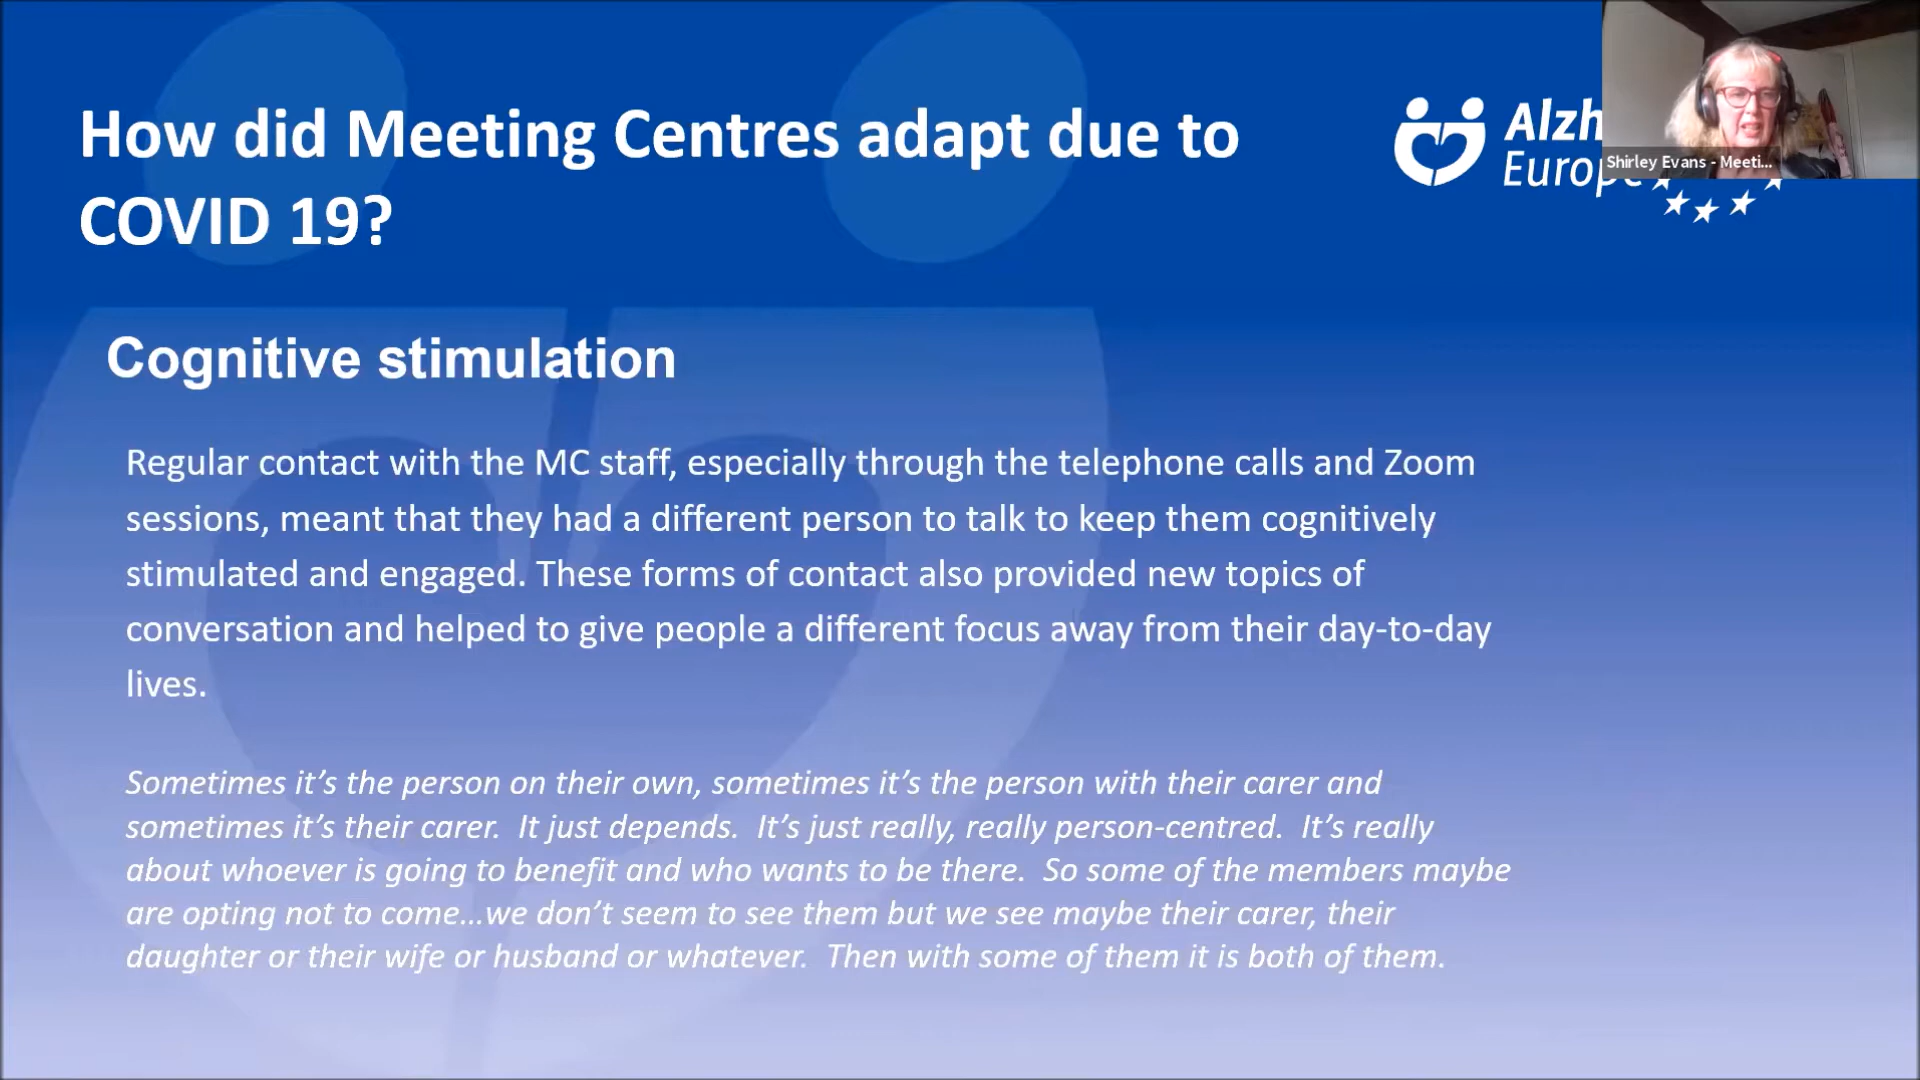 How did Meeting Centres adapt due to
COVID 19?
Alzh
Europe
Shirley Evans - Meeti...
Cognitive stimulation
Regular contact with the MC staff, especially through the telephone calls and Zoom
sessions, meant that they had a different person to talk to keep them cognitively
stimulated and engaged. These forms of contact also provided new topics of
conversation and helped to give people a different focus away from their day-to-day
lives.
Sometimes it’s the person on their own, sometimes it’s the person with their carer and
sometimes it’s their carer.  It just depends.  It’s just really, really person-centred.  It’s really
about whoever is going to benefit and who wants to be there.  So some of the members maybe
are opting not to come…we don’t seem to see them but we see maybe their carer, their
daughter or their wife or husband or whatever.  Then with some of them it is both of them.